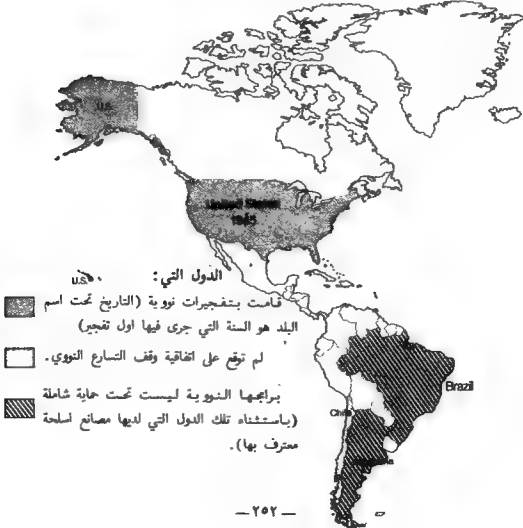 U.S.
United States
1945
U.S.
الدول التي:
قامت بتفجيرات نووية (التاريخ تحت اسم
البلد هو السنة التي جرى فيها اول تفجير)
لم توقع على اتفاقية وقف التسارع النووي.
برامجها النووية ليست تحت حماية شاملة
(باستثناء تلك الدول التي لديها مصانع اسلحة
معترف بها).
Brazil
Chile
— ٢٥٢ —